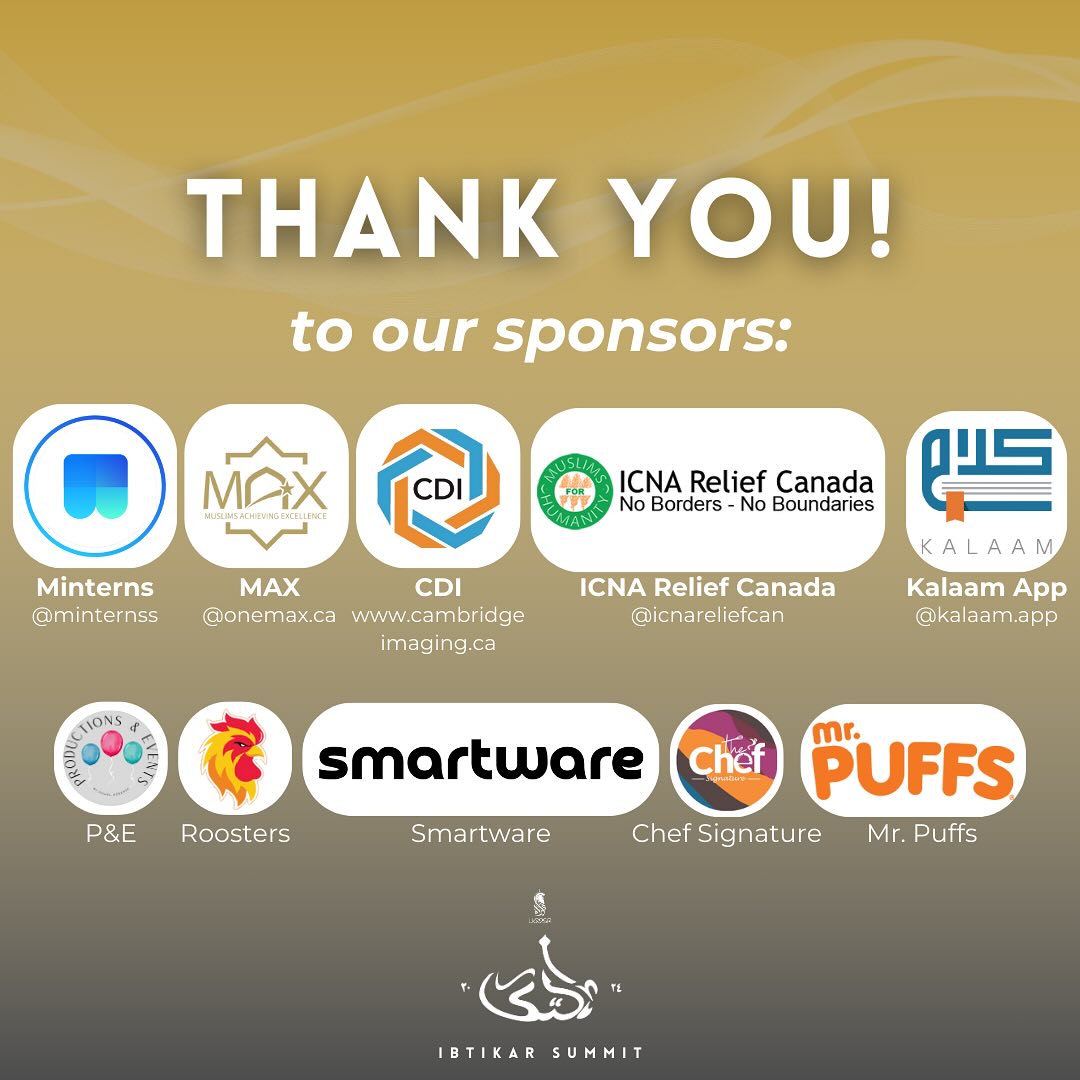 THANK YOU!
to our sponsors:
MAX
MUSLIMS ACHIEVING EXCELLENCE
CDI
MUSLIMS FOR HUMANITY
ICNA Relief Canada
No Borders - No Boundaries
كلام
KALAAM
Minterns
@minternss
MAX
@onemax.ca
CDI
www.cambridge
imaging.ca
ICNA Relief Canada
@icnareliefcan
Kalaam App
@kalaam.app
PRODUCTIONS & EVENTS
smartware
The Chef
Signature
mr.
PUFFS
P&E
Roosters
Smartware
Chef Signature
Mr. Puffs
٢٠ ٢٤
IBTIKAR SUMMIT